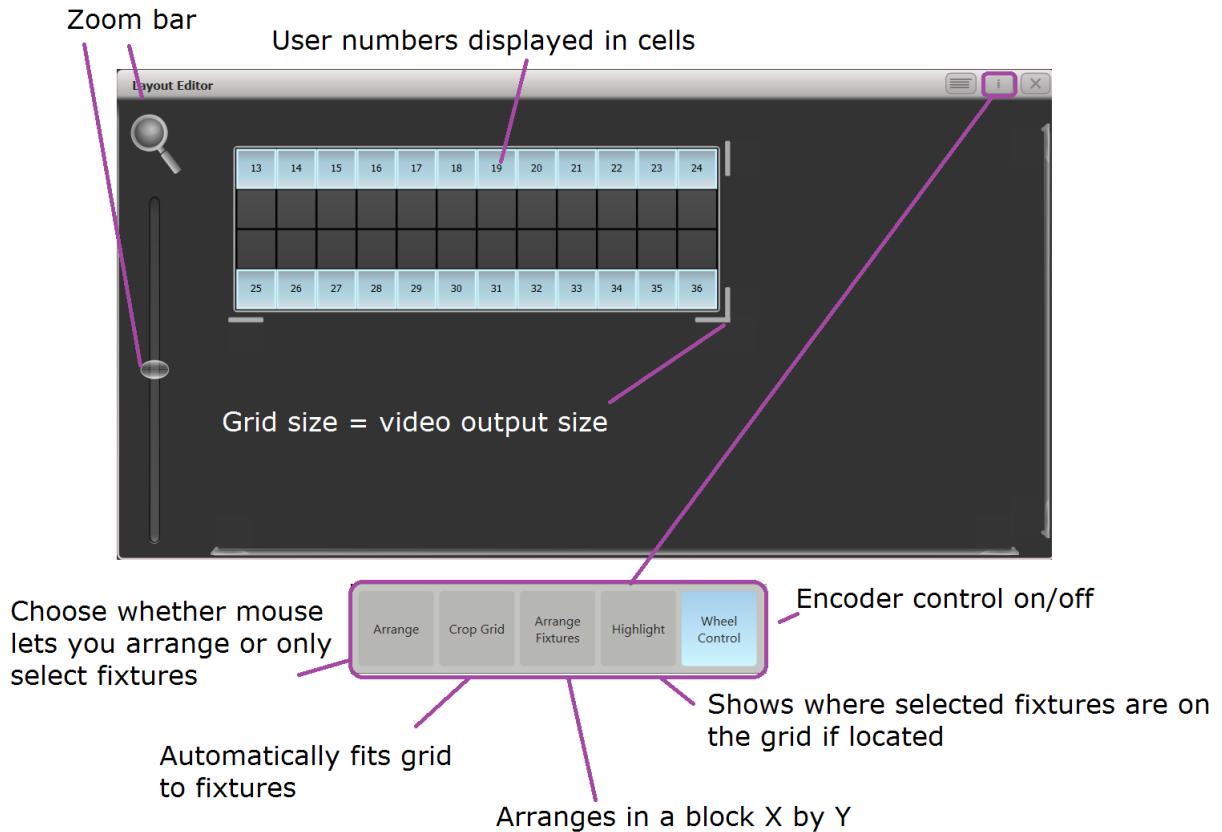 Zoom bar
User numbers displayed in cells
Layout Editor
i
13 14 15 16 17 18 19 20 21 22 23 24
25 26 27 28 29 30 31 32 33 34 35 36
Grid size = video output size
Choose whether mouse
lets you arrange or only
select fixtures
Arrange
Crop Grid
Arrange
Fixtures
Highlight
Wheel
Control
Encoder control on/off
Shows where selected fixtures are on
the grid if located
Automatically fits grid
to fixtures
Arranges in a block X by Y